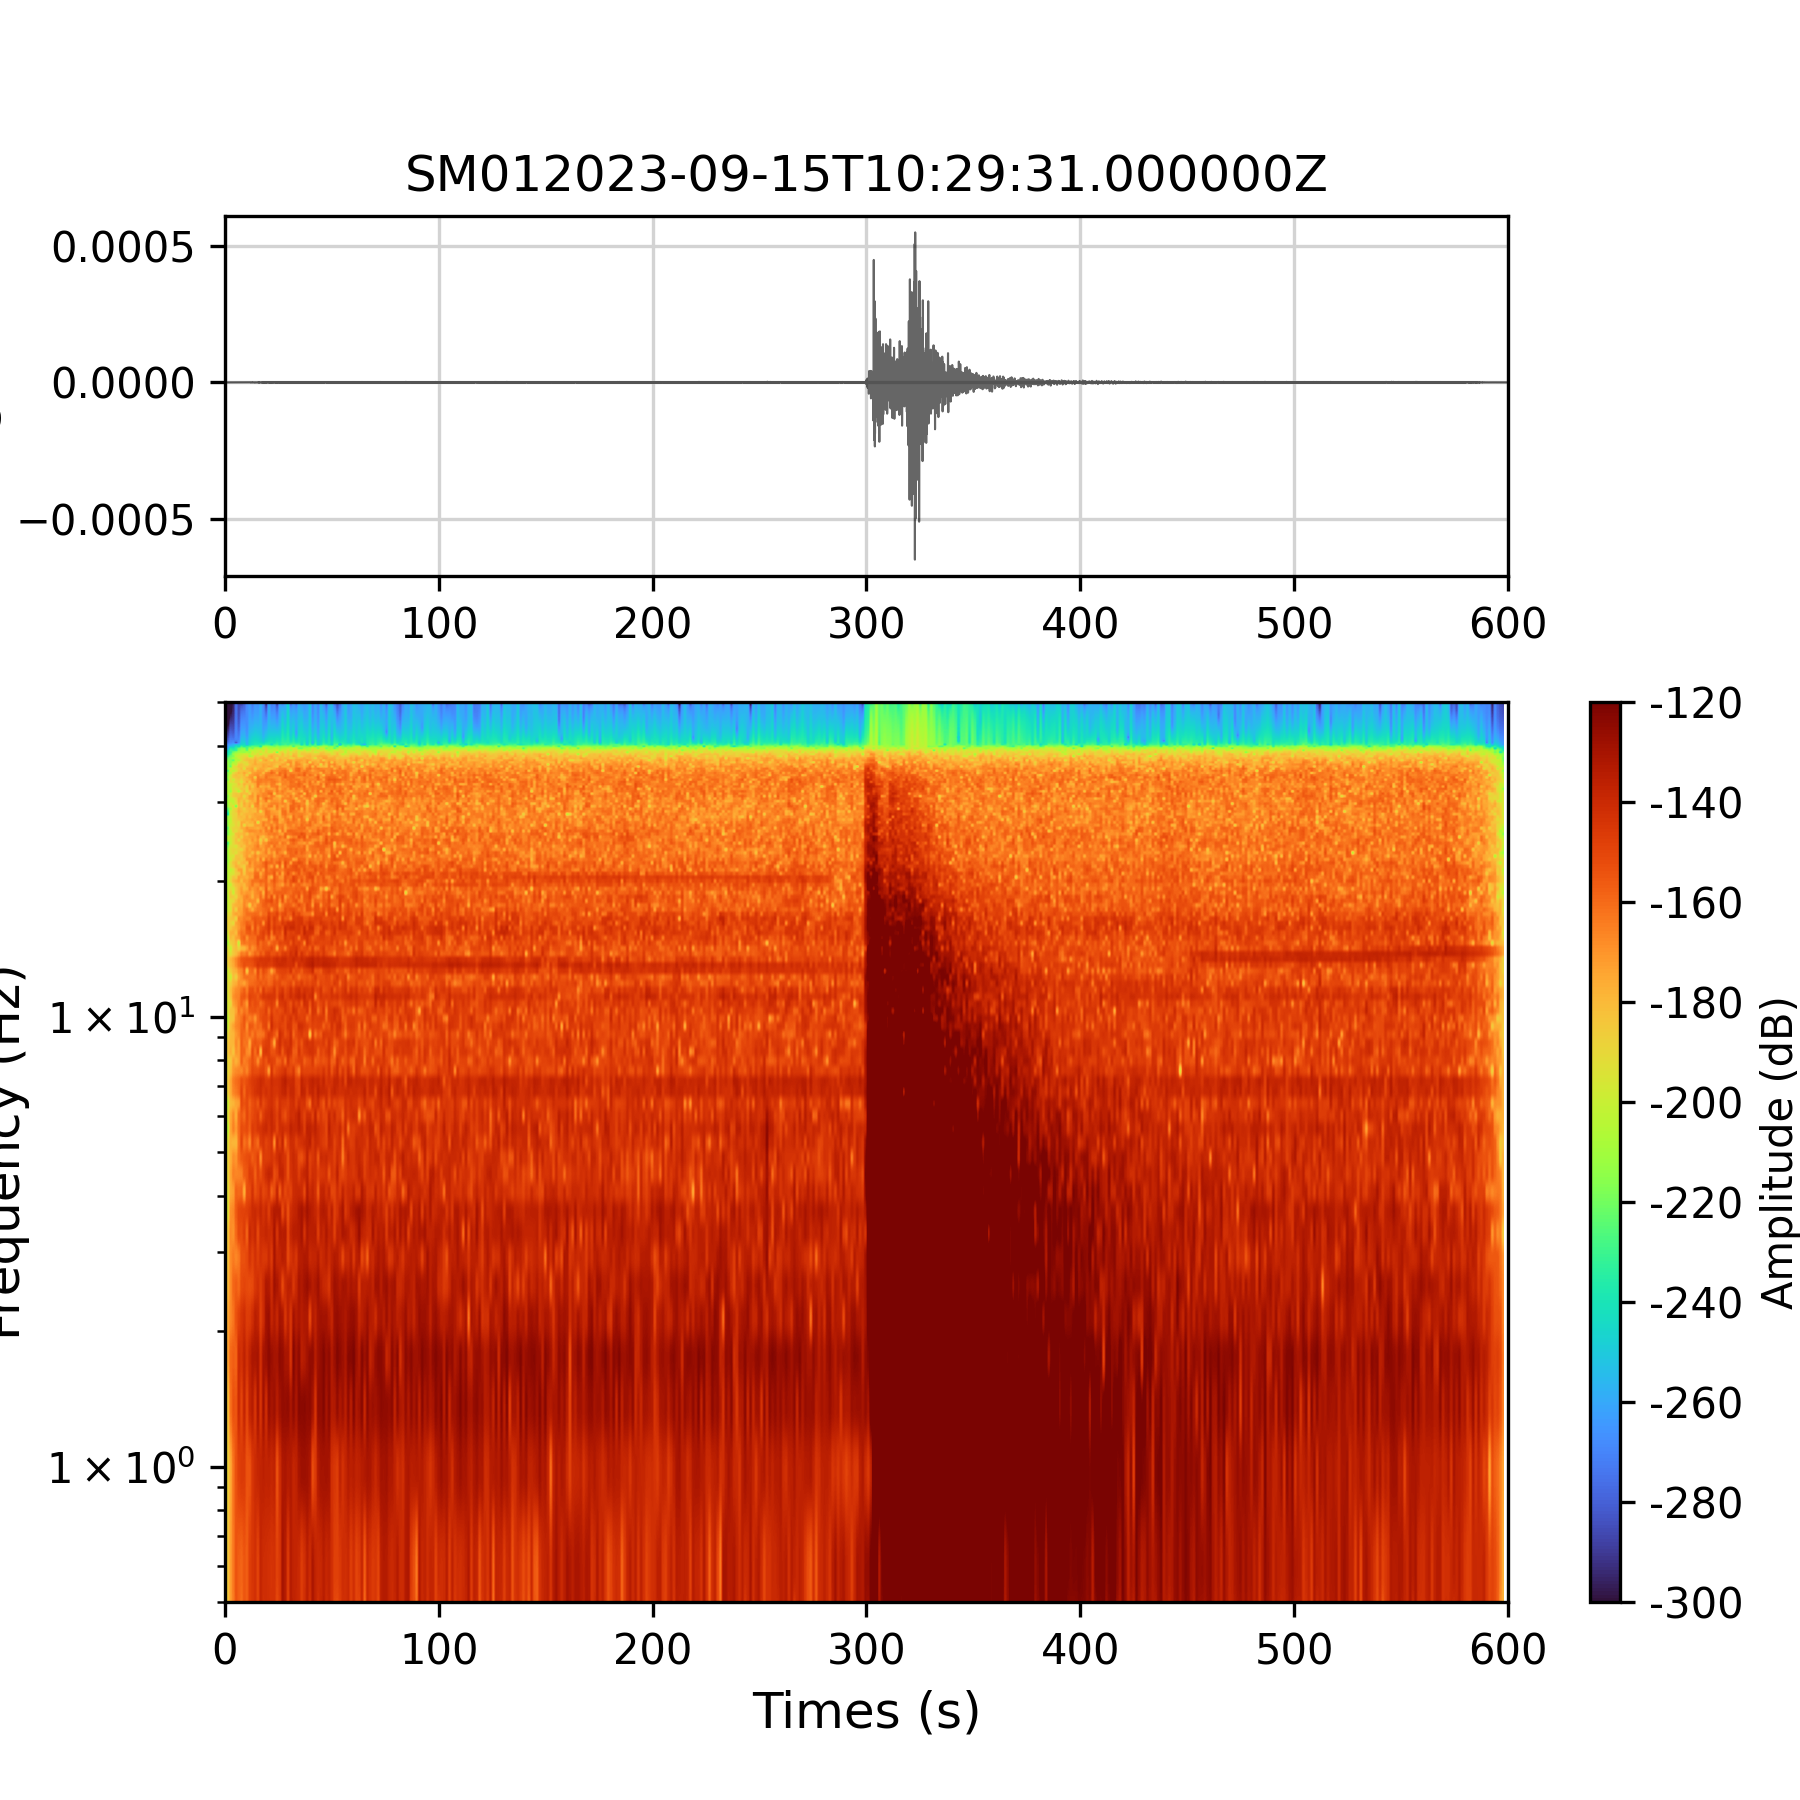 SM012023-09-15T10:29:31.000000Z
0.0005
0.0000
−0.0005
0 100 200 300 400 500 600
1 × 10¹
1 × 10⁰
Frequency (Hz)
0 100 200 300 400 500 600
Times (s)
-120
-140
-160
-180
-200
-220
-240
-260
-280
-300
Amplitude (dB)